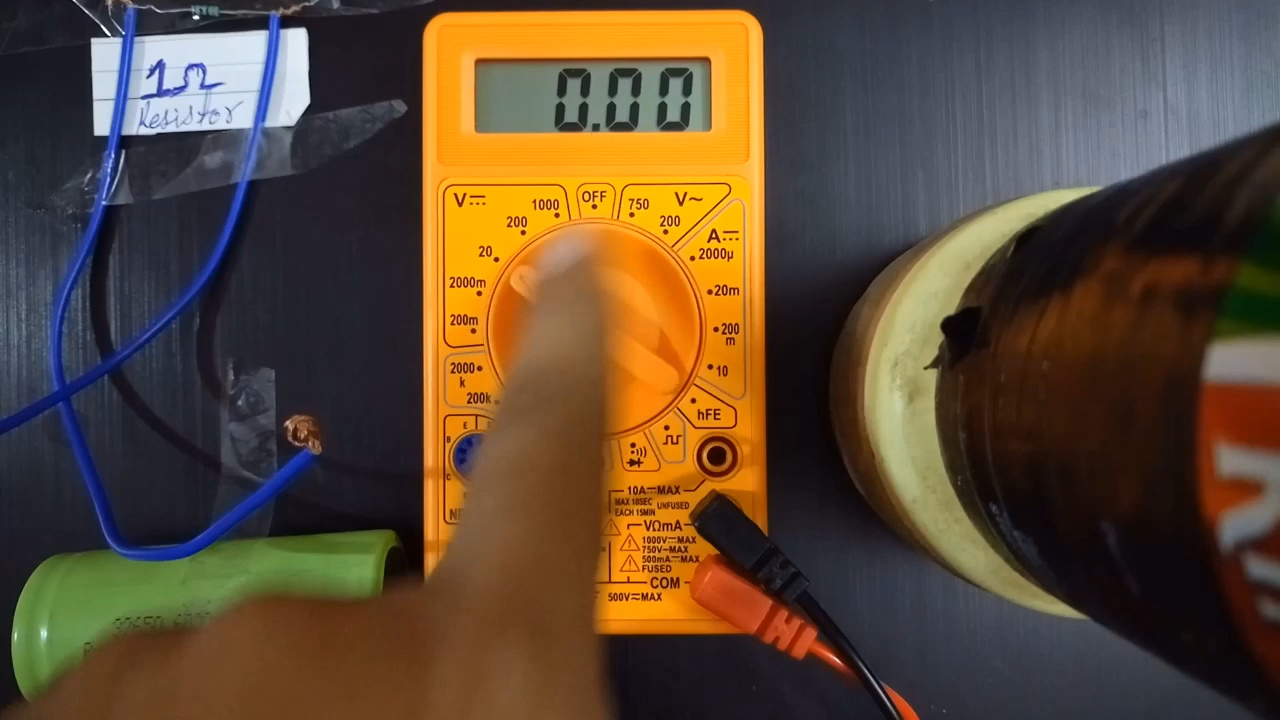 1Ω
Resistor
0.00
V⎓
1000
OFF
750
V~
200
200
A⎓
20
2000µ
2000m
20m
200m
200
m
2000
k
10
200k
hFE
E
B
C
10A⎓MAX
MAX 10SEC
EACH 15MIN
UNFUSED
VΩmA
1000V⎓MAX
750V~MAX
500mA⎓MAX
FUSED
COM
500V≂MAX
32650